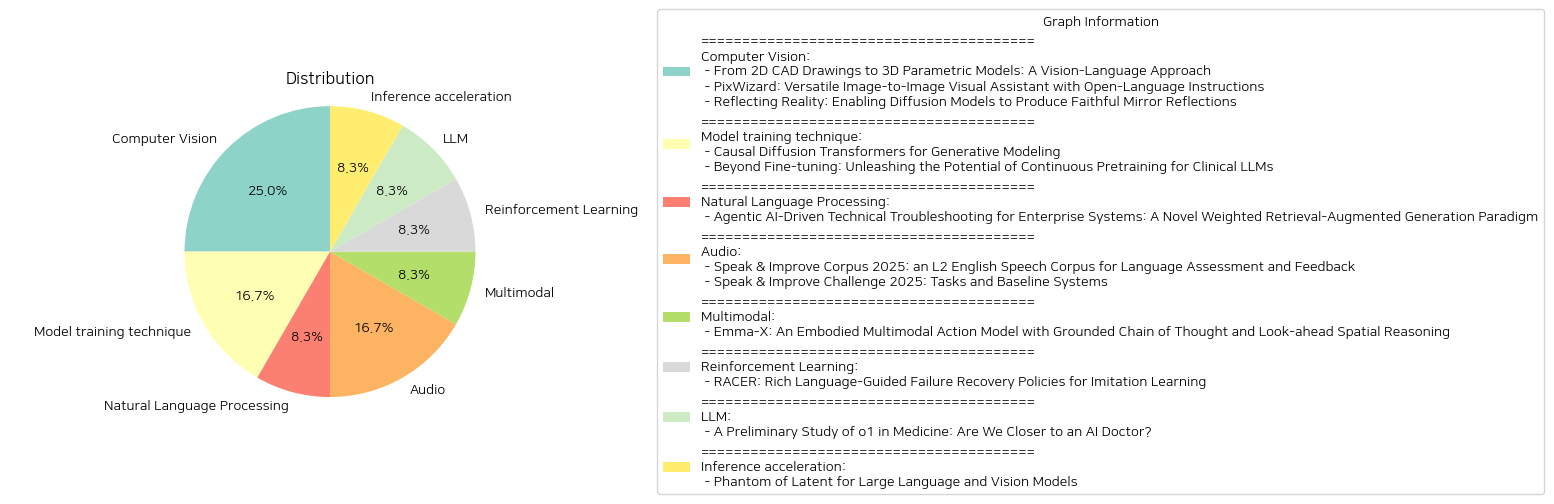 Distribution
Inference acceleration
Computer Vision
LLM
8.3%
25.0%
8.3%
Reinforcement Learning
8.3%
8.3%
Multimodal
16.7%
16.7%
Model training technique
8.3%
Audio
Natural Language Processing
Graph Information
========================================
Computer Vision:
- From 2D CAD Drawings to 3D Parametric Models: A Vision-Language Approach
- PixWizard: Versatile Image-to-Image Visual Assistant with Open-Language Instructions
- Reflecting Reality: Enabling Diffusion Models to Produce Faithful Mirror Reflections
========================================
Model training technique:
- Causal Diffusion Transformers for Generative Modeling
- Beyond Fine-tuning: Unleashing the Potential of Continuous Pretraining for Clinical LLMs
========================================
Natural Language Processing:
- Agentic AI-Driven Technical Troubleshooting for Enterprise Systems: A Novel Weighted Retrieval-Augmented Generation Paradigm
========================================
Audio:
- Speak & Improve Corpus 2025: an L2 English Speech Corpus for Language Assessment and Feedback
- Speak & Improve Challenge 2025: Tasks and Baseline Systems
========================================
Multimodal:
- Emma-X: An Embodied Multimodal Action Model with Grounded Chain of Thought and Look-ahead Spatial Reasoning
========================================
Reinforcement Learning:
- RACER: Rich Language-Guided Failure Recovery Policies for Imitation Learning
========================================
LLM:
- A Preliminary Study of o1 in Medicine: Are We Closer to an AI Doctor?
========================================
Inference acceleration:
- Phantom of Latent for Large Language and Vision Models